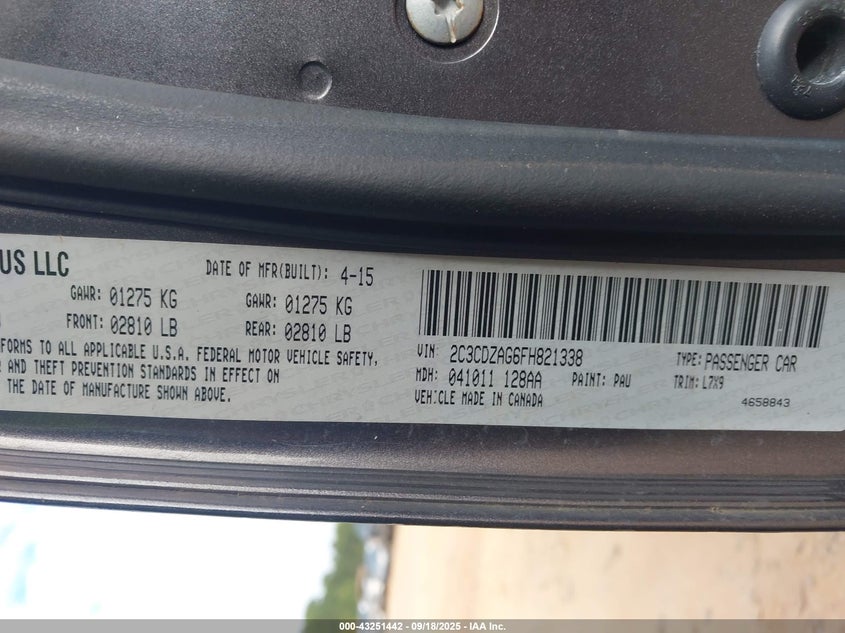 US LLC
DATE OF MFR(BUILT): 4-15
GAWR: 01275 KG
GAWR: 01275 KG
FRONT: 02810 LB
REAR: 02810 LB
FORMS TO ALL APPLICABLE U.S.A. FEDERAL MOTOR VEHICLE SAFETY,
AND THEFT PREVENTION STANDARDS IN EFFECT ON
THE DATE OF MANUFACTURE SHOWN ABOVE.
VIN: 2C3CDZAG6FH821338
TYPE: PASSENGER CAR
MDH: 041011 128AA
PAINT: PAU
TRIM: L7X9
VEHICLE MADE IN CANADA
4658843
000-43251442 - 09/18/2025 - IAA Inc.